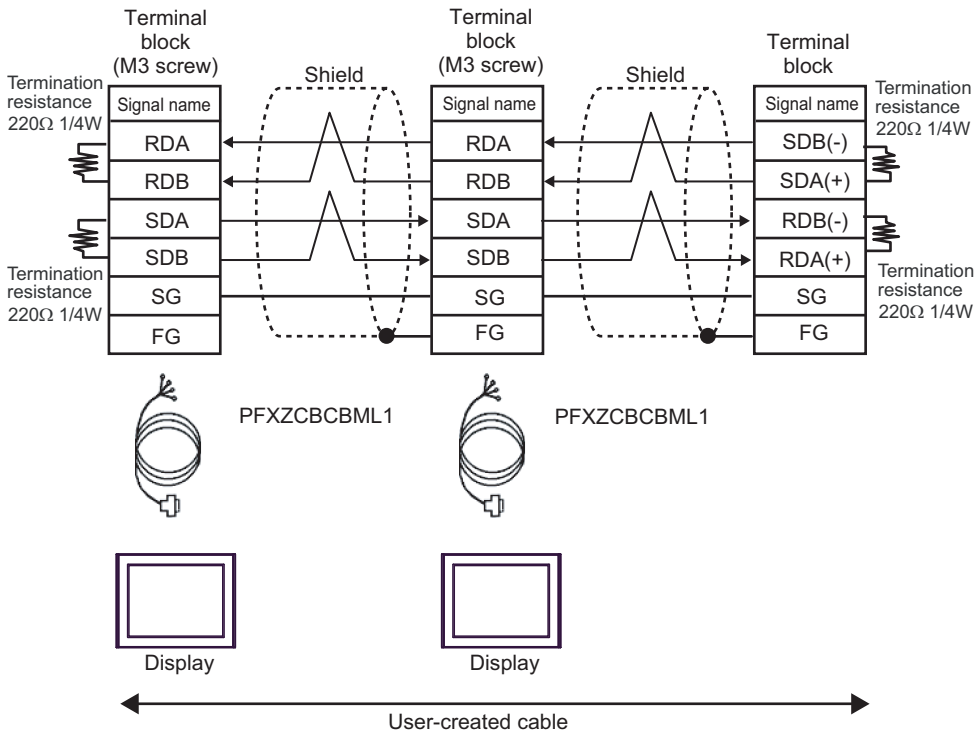 Terminal
block
(M3 screw)
Terminal
block
(M3 screw)
Terminal
block
Shield
Shield
Termination
resistance
220Ω 1/4W
Termination
resistance
220Ω 1/4W
Signal name
RDA
RDB
SDA
SDB
SG
FG
Signal name
RDA
RDB
SDA
SDB
SG
FG
Signal name
SDB(-)
SDA(+)
RDB(-)
RDA(+)
SG
FG
Termination
resistance
220Ω 1/4W
Termination
resistance
220Ω 1/4W
PFXZCBCBML1
PFXZCBCBML1
Display
Display
User-created cable